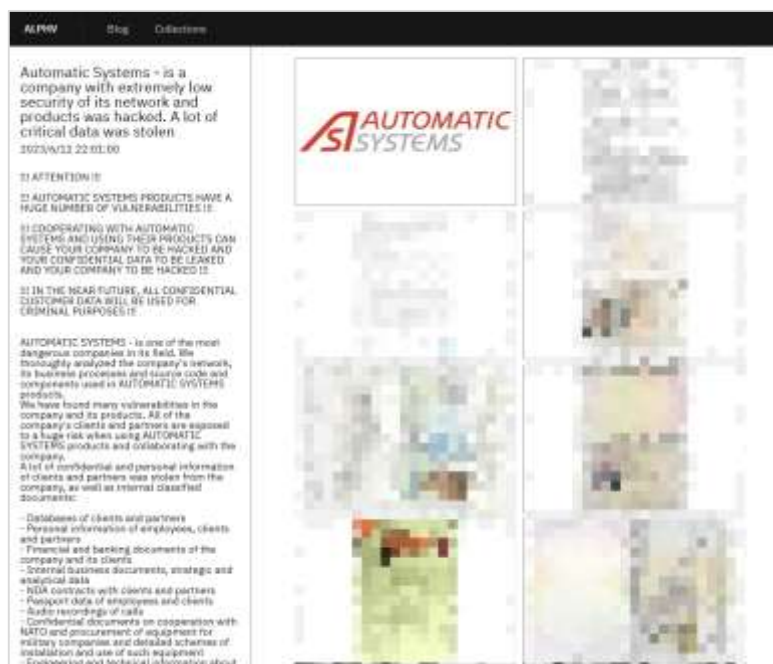 ALPHV Blog Collections
Automatic Systems - is a
company with extremely low
security of its network and
products was hacked. A lot of
critical data was stolen
2023/6/12 22:01:00
!!! ATTENTION !!!
!!! AUTOMATIC SYSTEMS PRODUCTS HAVE A
HUGE NUMBER OF VULNERABILITIES !!!
!!! COOPERATING WITH AUTOMATIC
SYSTEMS AND USING THEIR PRODUCTS CAN
CAUSE YOUR COMPANY TO BE HACKED AND
YOUR CONFIDENTIAL DATA TO BE LEAKED
AND YOUR COMPANY TO BE HACKED !!!
!!! IN THE NEAR FUTURE, ALL CONFIDENTIAL
CUSTOMER DATA WILL BE USED FOR
CRIMINAL PURPOSES !!!
AUTOMATIC SYSTEMS - is one of the most
dangerous companies in its field. We
thoroughly analyzed the company's network,
its business processes and source code and
components used in AUTOMATIC SYSTEMS
products.
We have found many vulnerabilities in the
company and its products. All of the
company's clients and partners are exposed
to a huge risk when using AUTOMATIC
SYSTEMS products and collaborating with the
company.
A lot of confidential and personal information
of clients and partners was stolen from the
company, as well as internal classified
documents:
- Databases of clients and partners
- Personal information of employees, clients
and partners
- Financial and banking documents of the
company and its clients
- Internal business documents, strategic and
analytical data
- NDA contracts with clients and partners
- Passport data of employees and clients
- Audio recordings of calls
- Confidential documents on cooperation with
NATO and procurement of equipment for
military companies and detailed schemes of
installation and use of such equipment
- Engineering and technical information about
AUTOMATIC
SYSTEMS